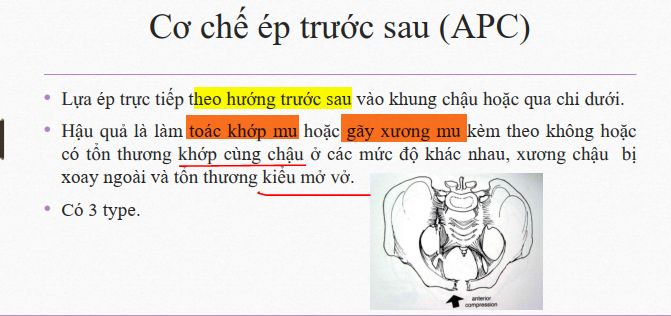 Cơ chế ép trước sau (APC)
• Lựa ép trực tiếp theo hướng trước sau vào khung chậu hoặc qua chi dưới.
• Hậu quả là làm toác khớp mu hoặc gãy xương mu kèm theo không hoặc
có tổn thương khớp cùng chậu ở các mức độ khác nhau, xương chậu bị
xoay ngoài và tổn thương kiểu mở vở.
• Có 3 type.
anterior
compression